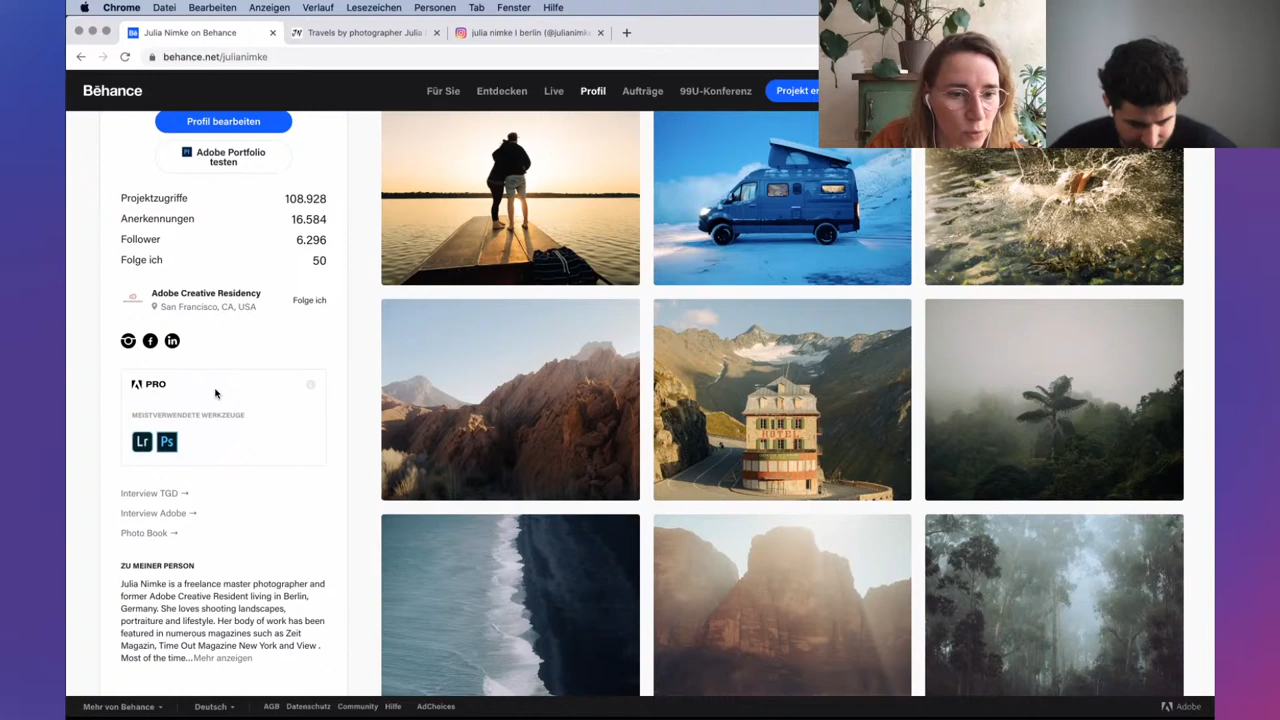 Chrome Datei Bearbeiten Anzeigen Verlauf Lesezeichen Personen Tab Fenster Hilfe
Bē Julia Nimke on Behance
Travels by photographer Julia
julia nimke I berlin (@julianimke
behance.net/julianimke
Bēhance
Für Sie Entdecken Live Profil Aufträge 99U-Konferenz
Projekt er
Profil bearbeiten
Adobe Portfolio
testen
Projektzugriffe 108.928
Anerkennungen 16.584
Follower 6.296
Folge ich 50
Adobe Creative Residency
San Francisco, CA, USA
Folge ich
PRO
MEISTVERWENDETE WERKZEUGE
Lr Ps
Interview TGD →
Interview Adobe →
Photo Book →
ZU MEINER PERSON
Julia Nimke is a freelance master photographer and
former Adobe Creative Resident living in Berlin,
Germany. She loves shooting landscapes,
portraiture and lifestyle. Her body of work has been
featured in numerous magazines such as Zeit
Magazin, Time Out Magazine New York and View .
Most of the time...Mehr anzeigen
HOTEL
Mehr von Behance Deutsch AGB Datenschutz Community Hilfe AdChoices
Adobe